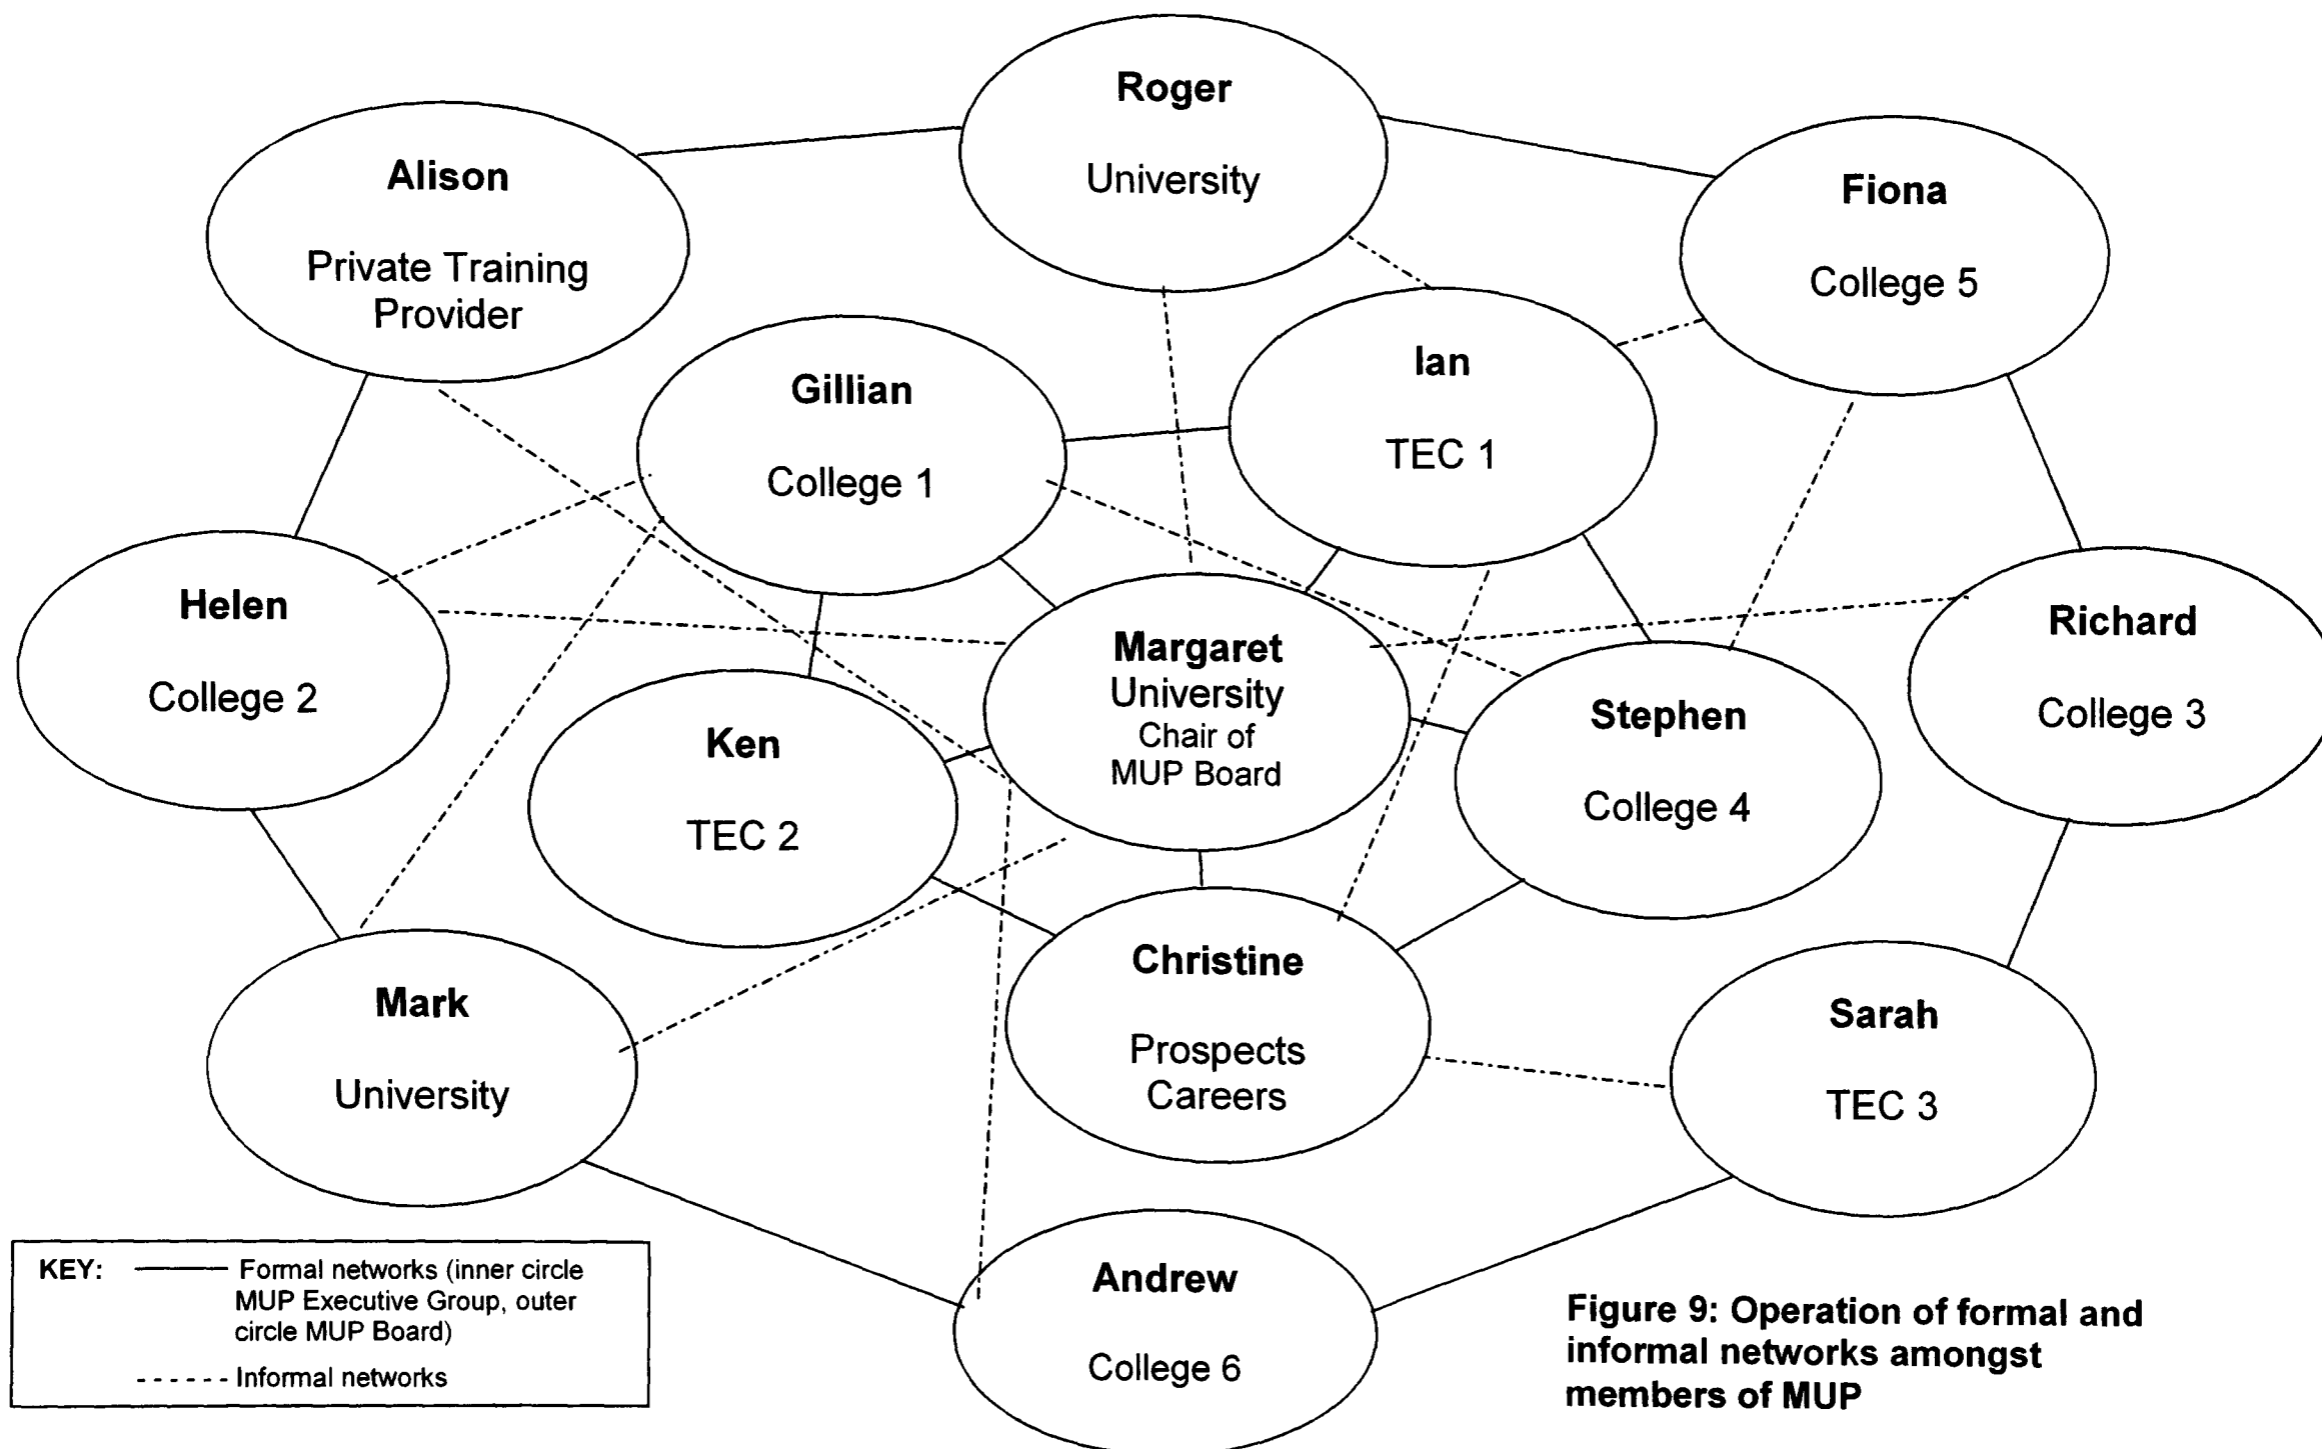 Roger
University
Alison
Private Training
Provider
Fiona
College 5
Gillian
College 1
Ian
TEC 1
Helen
College 2
Margaret
University
Chair of
MUP Board
Richard
College 3
Ken
TEC 2
Stephen
College 4
Mark
University
Christine
Prospects
Careers
Sarah
TEC 3
Andrew
College 6
KEY: Formal networks (inner circle
MUP Executive Group, outer
circle MUP Board)
Informal networks
Figure 9: Operation of formal and
informal networks amongst
members of MUP